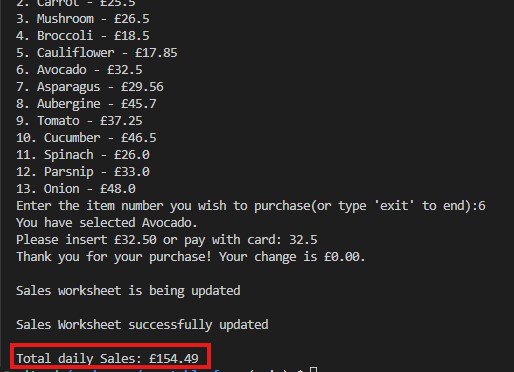 2. Carrot - £25.5
3. Mushroom - £26.5
4. Broccoli - £18.5
5. Cauliflower - £17.85
6. Avocado - £32.5
7. Asparagus - £29.56
8. Aubergine - £45.7
9. Tomato - £37.25
10. Cucumber - £46.5
11. Spinach - £26.0
12. Parsnip - £33.0
13. Onion - £48.0
Enter the item number you wish to purchase(or type 'exit' to end):6
You have selected Avocado.
Please insert £32.50 or pay with card: 32.5
Thank you for your purchase! Your change is £0.00.
Sales worksheet is being updated
Sales Worksheet successfully updated
Total daily Sales: £154.49